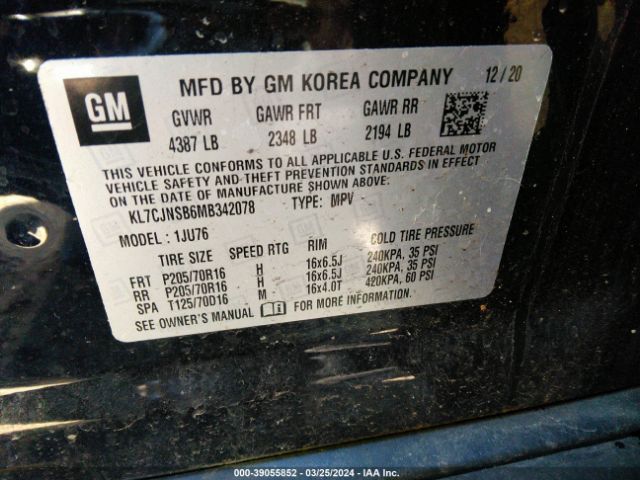 GM
MFD BY GM KOREA COMPANY 12/20
GVWR GAWR FRT GAWR RR
4387 LB 2348 LB 2194 LB
THIS VEHICLE CONFORMS TO ALL APPLICABLE U.S. FEDERAL MOTOR
VEHICLE SAFETY AND THEFT PREVENTION STANDARDS IN EFFECT
ON THE DATE OF MANUFACTURE SHOWN ABOVE:
KL7CJNSB6MB342078 TYPE: MPV
MODEL: 1JU76
TIRE SIZE SPEED RTG RIM COLD TIRE PRESSURE
FRT P205/70R16 H 16x6.5J 240KPA, 35 PSI
RR P205/70R16 H 16x6.5J 240KPA, 35 PSI
SPA T125/70D16 M 16x4.0T 420KPA, 60 PSI
SEE OWNER'S MANUAL FOR MORE INFORMATION.
000-39055852 | 03/25/2024 - IAA Inc.